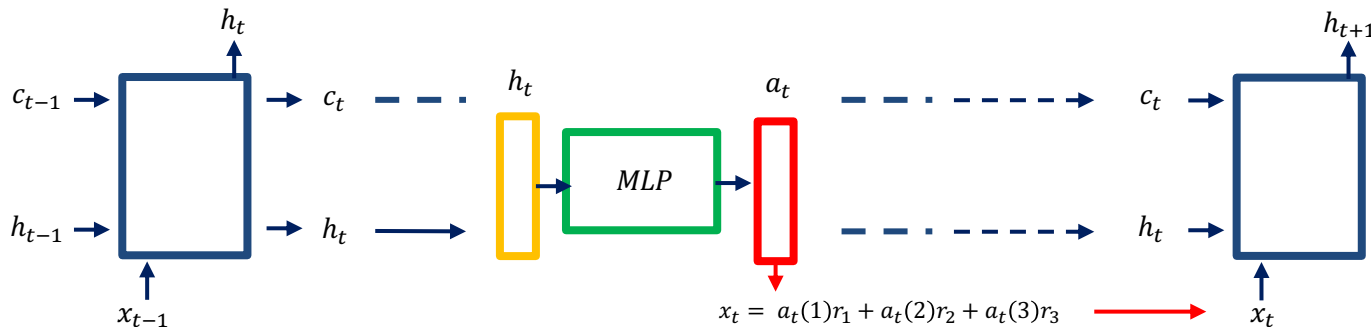 h_t h_{t+1}
h_t a_t
c_{t-1} c_t c_t
MLP
h_{t-1} h_t h_t
x_{t-1} x_t = a_t(1)r_1 + a_t(2)r_2 + a_t(3)r_3 x_t